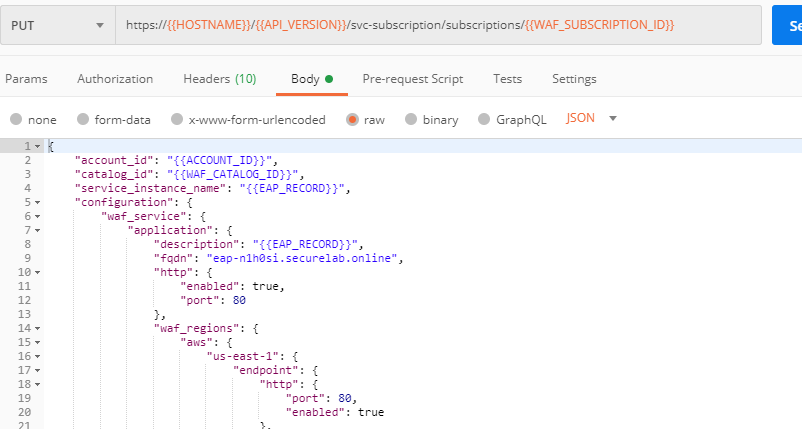 PUT https://{{HOSTNAME}}/{{API_VERSION}}/svc-subscription/subscriptions/{{WAF_SUBSCRIPTION_ID}} Se
Params Authorization Headers (10) Body Pre-request Script Tests Settings
none form-data x-www-form-urlencoded raw binary GraphQL JSON
1 {
2 "account_id": "{{ACCOUNT_ID}}",
3 "catalog_id": "{{WAF_CATALOG_ID}}",
4 "service_instance_name": "{{EAP_RECORD}}",
5 "configuration": {
6 "waf_service": {
7 "application": {
8 "description": "{{EAP_RECORD}}",
9 "fqdn": "eap-n1h0si.securelab.online",
10 "http": {
11 "enabled": true,
12 "port": 80
13 },
14 "waf_regions": {
15 "aws": {
16 "us-east-1": {
17 "endpoint": {
18 "http": {
19 "port": 80,
20 "enabled": true
21 },